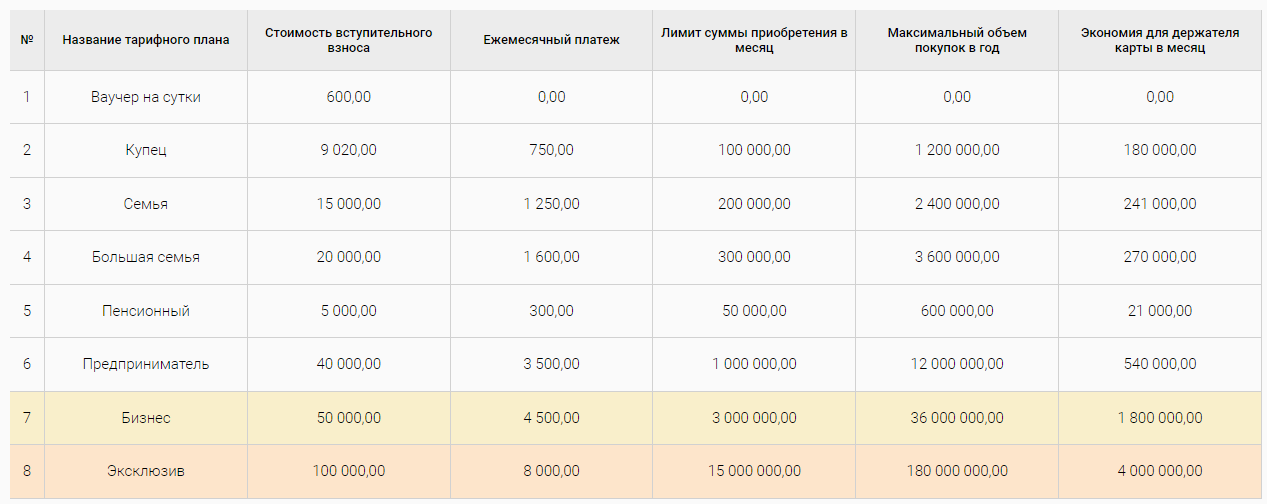 № Название тарифного плана Стоимость вступительного взноса Ежемесячный платеж Лимит суммы приобретения в месяц Максимальный объем покупок в год Экономия для держателя карты в месяц
1 Ваучер на сутки 600,00 0,00 0,00 0,00 0,00
2 Купец 9 020,00 750,00 100 000,00 1 200 000,00 180 000,00
3 Семья 15 000,00 1 250,00 200 000,00 2 400 000,00 241 000,00
4 Большая семья 20 000,00 1 600,00 300 000,00 3 600 000,00 270 000,00
5 Пенсионный 5 000,00 300,00 50 000,00 600 000,00 21 000,00
6 Предприниматель 40 000,00 3 500,00 1 000 000,00 12 000 000,00 540 000,00
7 Бизнес 50 000,00 4 500,00 3 000 000,00 36 000 000,00 1 800 000,00
8 Эксклюзив 100 000,00 8 000,00 15 000 000,00 180 000 000,00 4 000 000,00